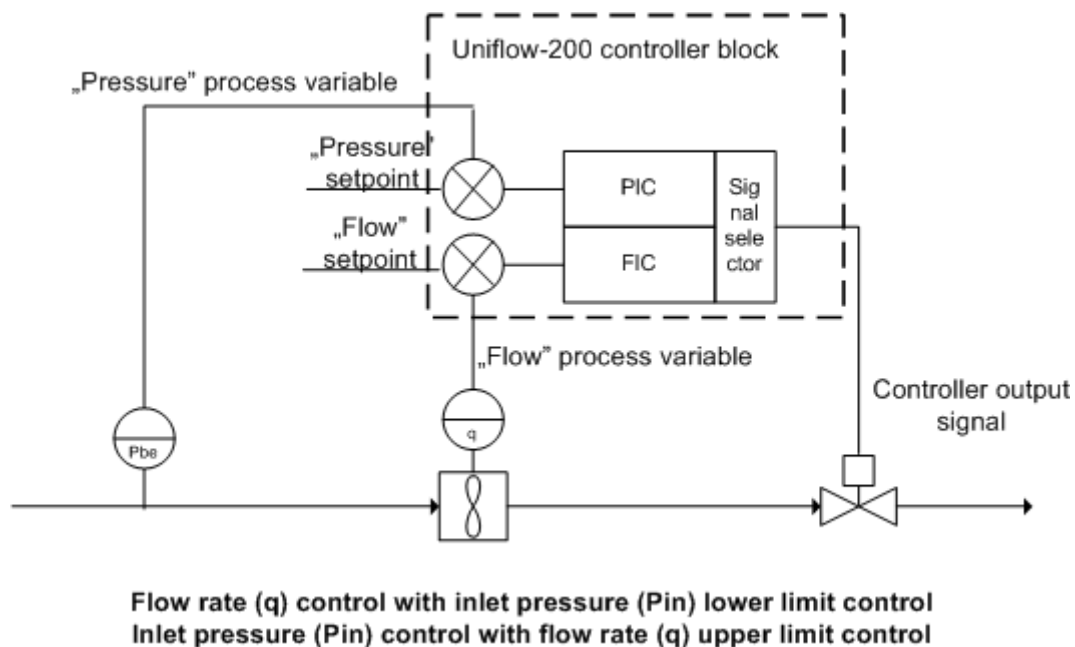 Uniflow-200 controller block
„Pressure” process variable
„Pressure”
setpoint
„Flow”
setpoint
PIC
FIC
Sig
nal
sele
ctor
„Flow” process variable
Controller output
signal
Pbe
q
Flow rate (q) control with inlet pressure (Pin) lower limit control
Inlet pressure (Pin) control with flow rate (q) upper limit control